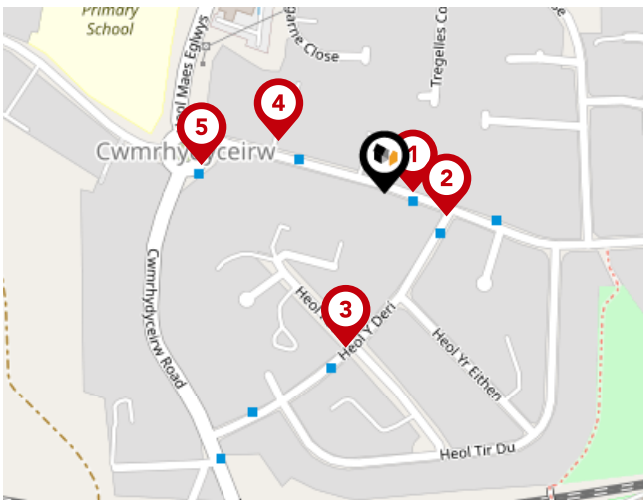 Primary
School
garne Close
Tregelles Co
Heol Maes Eglwys
4
5
Cwmrhydyceirw
1
2
3
Heol
Heol Y Deri
Cwmrhydyceirw Road
Heol Yr Eithen
Heol Tir Du